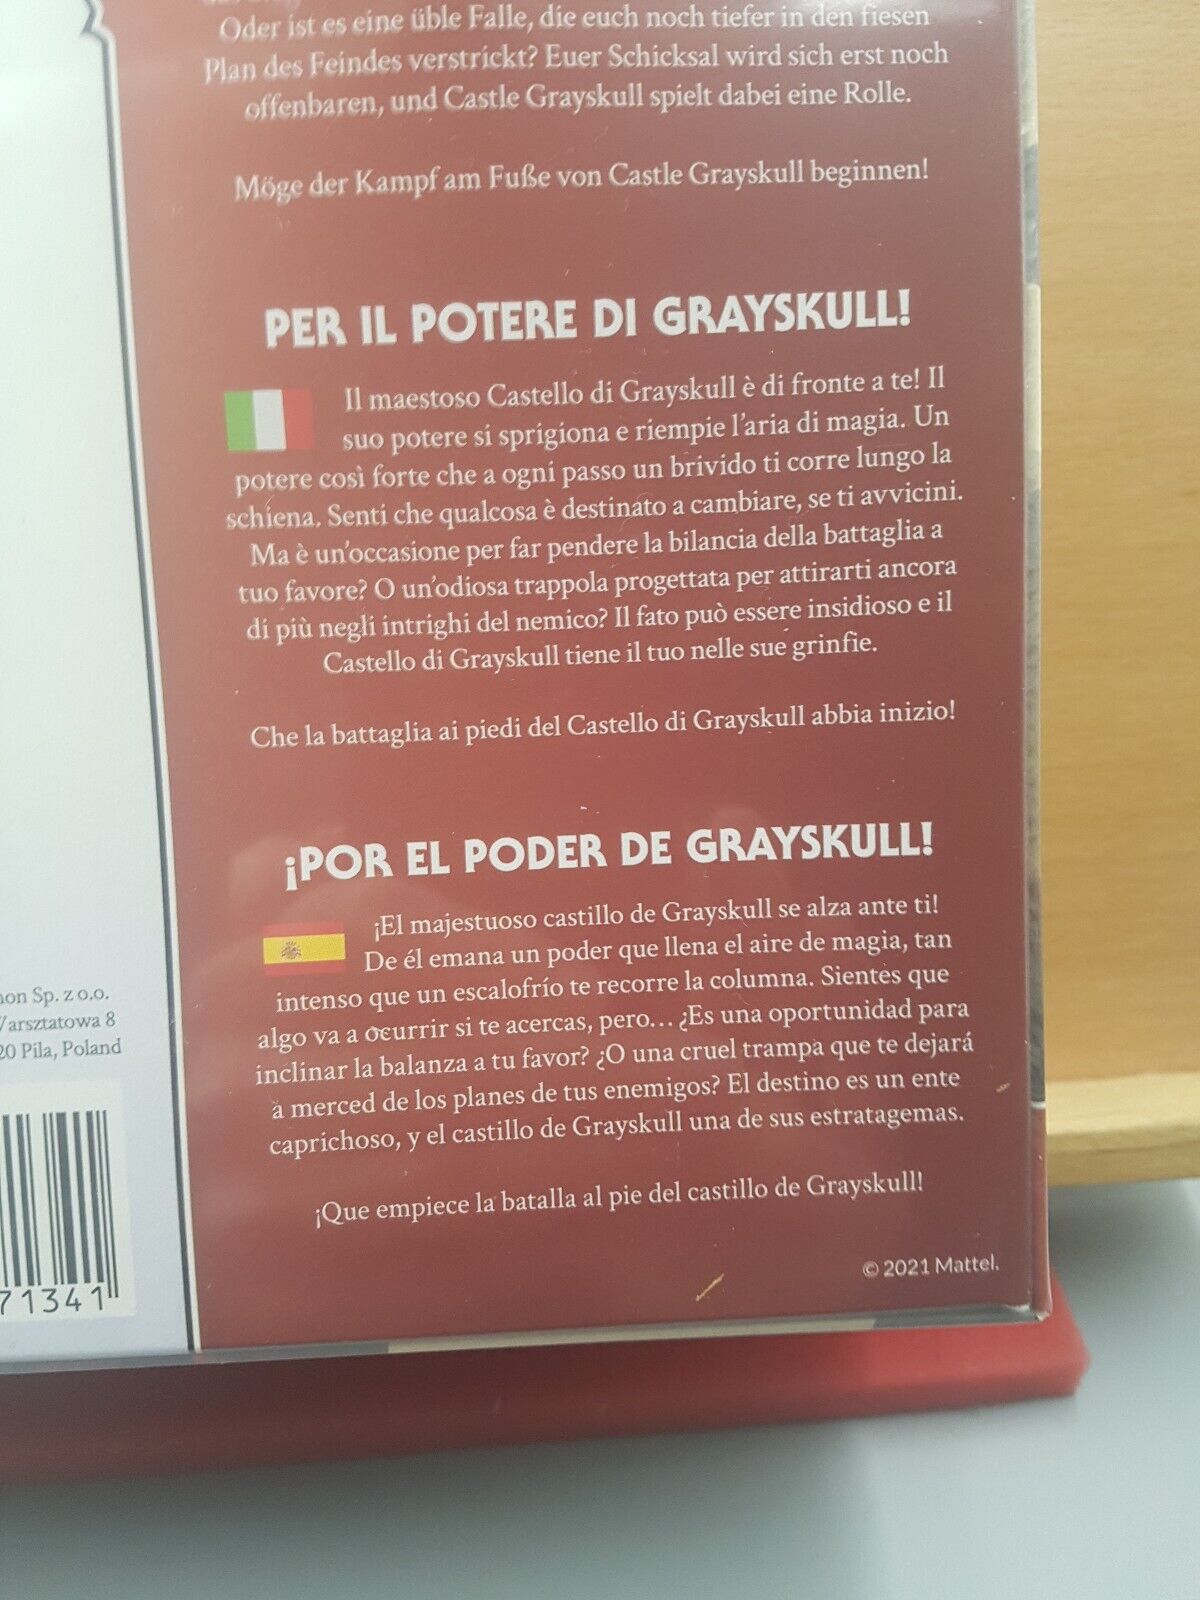 Oder ist es eine üble Falle, die euch noch tiefer in den fiesen
Plan des Feindes verstrickt? Euer Schicksal wird sich erst noch
offenbaren, und Castle Grayskull spielt dabei eine Rolle.
Möge der Kampf am Fuße von Castle Grayskull beginnen!
PER IL POTERE DI GRAYSKULL!
Il maestoso Castello di Grayskull è di fronte a te! Il
suo potere si sprigiona e riempie l'aria di magia. Un
potere così forte che a ogni passo un brivido ti corre lungo la
schiena. Senti che qualcosa è destinato a cambiare, se ti avvicini.
Ma è un'occasione per far pendere la bilancia della battaglia a
tuo favore? O un'odiosa trappola progettata per attirarti ancora
di più negli intrighi del nemico? Il fato può essere insidioso e il
Castello di Grayskull tiene il tuo nelle sue grinfie.
Che la battaglia ai piedi del Castello di Grayskull abbia inizio!
¡POR EL PODER DE GRAYSKULL!
¡El majestuoso castillo de Grayskull se alza ante ti!
De él emana un poder que llena el aire de magia, tan
intenso que un escalofrío te recorre la columna. Sientes que
algo va a ocurrir si te acercas, pero... ¿Es una oportunidad para
inclinar la balanza a tu favor? ¿O una cruel trampa que te dejará
a merced de los planes de tus enemigos? El destino es un ente
caprichoso, y el castillo de Grayskull una de sus estratagemas.
¡Que empiece la batalla al pie del castillo de Grayskull!
© 2021 Mattel.
non Sp. z o.o.
Warsztatowa 8
20 Pila, Poland
71341